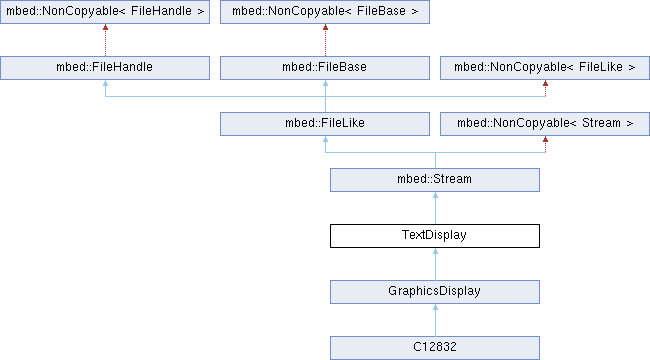 mbed::NonCopyable< FileHandle >
mbed::NonCopyable< FileBase >
mbed::FileHandle
mbed::FileBase
mbed::NonCopyable< FileLike >
mbed::FileLike
mbed::NonCopyable< Stream >
mbed::Stream
TextDisplay
GraphicsDisplay
C12832